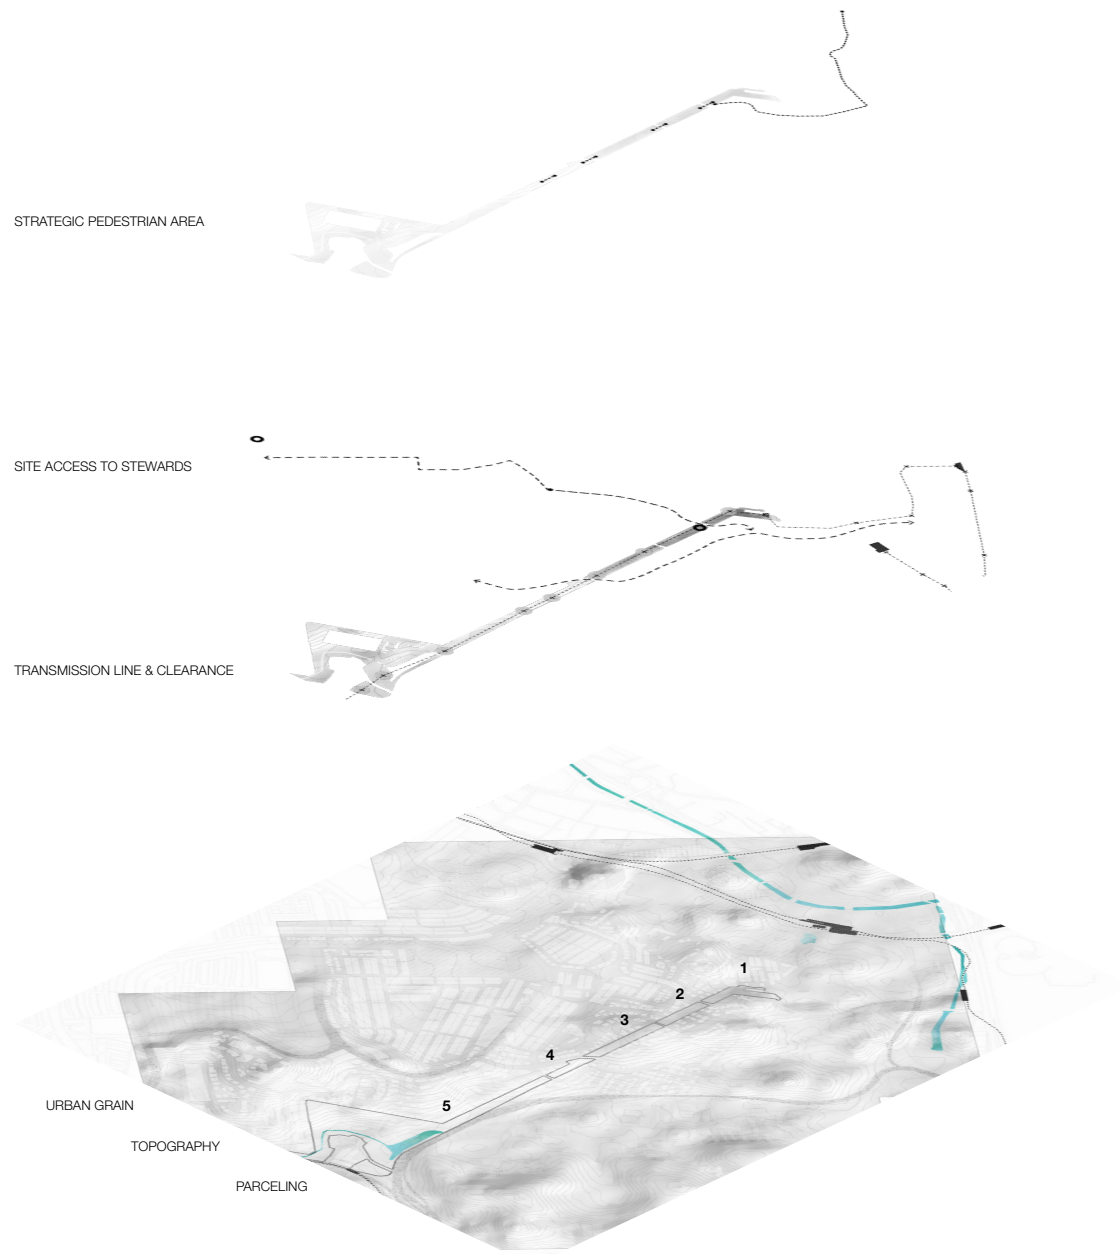 STRATEGIC PEDESTRIAN AREA
SITE ACCESS TO STEWARDS
TRANSMISSION LINE & CLEARANCE
1
2
3
4
5
URBAN GRAIN
TOPOGRAPHY
PARCELING